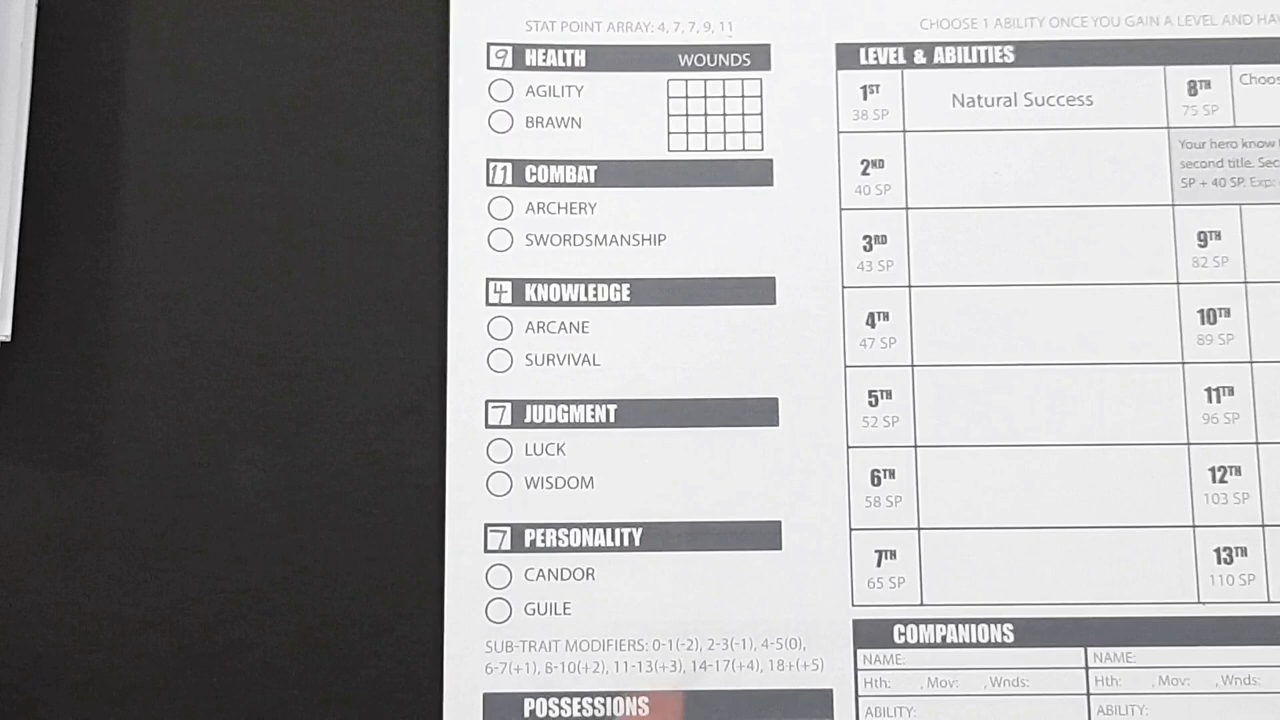 STAT POINT ARRAY: 4, 7, 7, 9, 11
9 HEALTH WOUNDS
AGILITY
BRAWN
11 COMBAT
ARCHERY
SWORDSMANSHIP
4 KNOWLEDGE
ARCANE
SURVIVAL
7 JUDGMENT
LUCK
WISDOM
7 PERSONALITY
CANDOR
GUILE
SUB-TRAIT MODIFIERS: 0-1(-2), 2-3(-1), 4-5(0),
6-7(+1), 8-10(+2), 11-13(+3), 14-17(+4), 18+(+5)
POSSESSIONS
CHOOSE 1 ABILITY ONCE YOU GAIN A LEVEL AND
LEVEL & ABILITIES
1ST
38 SP
Natural Success
2ND
40 SP
3RD
43 SP
4TH
47 SP
5TH
52 SP
6TH
58 SP
7TH
65 SP
8TH
75 SP
Your hero know
second title.
SP + 40 SP.
9TH
82 SP
10TH
89 SP
11TH
96 SP
12TH
103 SP
13TH
110 SP
COMPANIONS
NAME:
Hth: , Mov: , Wnds:
ABILITY:
NAME:
Hth: , Mov: , Wnds:
ABILITY: